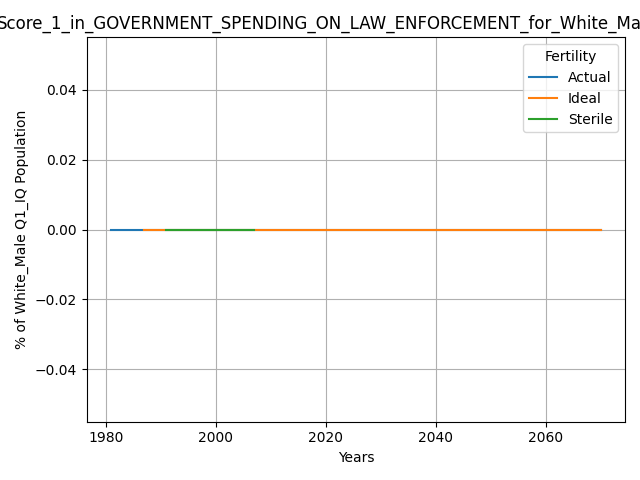 Score_1_in_GOVERNMENT_SPENDING_ON_LAW_ENFORCEMENT_for_White_Ma
Fertility
Actual
Ideal
Sterile
% of White_Male Q1_IQ Population
0.04
0.02
0.00
−0.02
−0.04
1980 2000 2020 2040 2060
Years